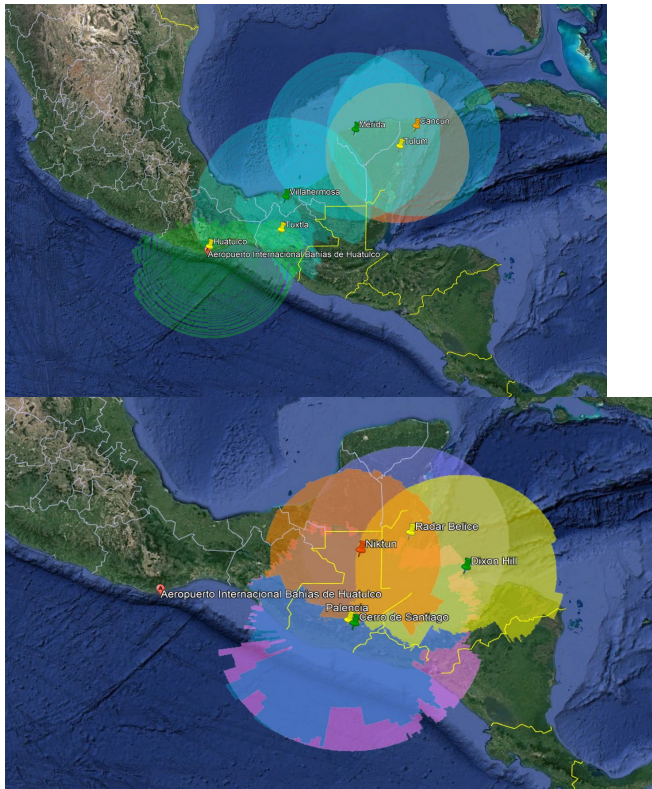 Mérida
Cancún
Tulum
Villahermosa
Tuxtla
Huatulco
Aeropuerto Internacional Bahías de Huatulco
Radar Belice
Niktun
Dixon Hill
Aeropuerto Internacional Bahías de Huatulco
Palencia
Cerro de Santiago